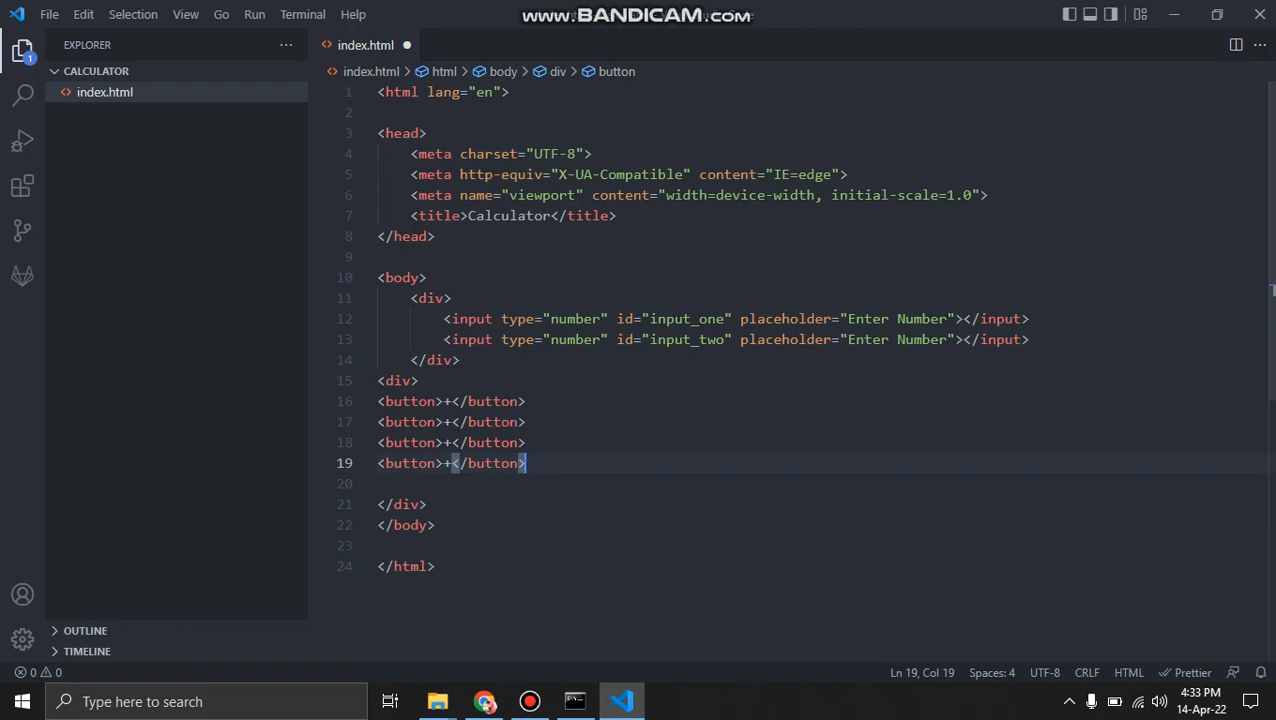 File Edit Selection View Go Run Terminal Help
www.BANDICAM.com
EXPLORER
index.html
CALCULATOR
index.html > html > body > div > button
index.html
1 <html lang="en">
2
3 <head>
4 <meta charset="UTF-8">
5 <meta http-equiv="X-UA-Compatible" content="IE=edge">
6 <meta name="viewport" content="width=device-width, initial-scale=1.0">
7 <title>Calculator</title>
8 </head>
9
10 <body>
11 <div>
12 <input type="number" id="input_one" placeholder="Enter Number"></input>
13 <input type="number" id="input_two" placeholder="Enter Number"></input>
14 </div>
15 <div>
16 <button>+</button>
17 <button>+</button>
18 <button>+</button>
19 <button>+</button>
20
21 </div>
22 </body>
23
24 </html>
1
OUTLINE
TIMELINE
0 0
Ln 19, Col 19 Spaces: 4 UTF-8 CRLF HTML Prettier
Type here to search
4:33 PM
14-Apr-22